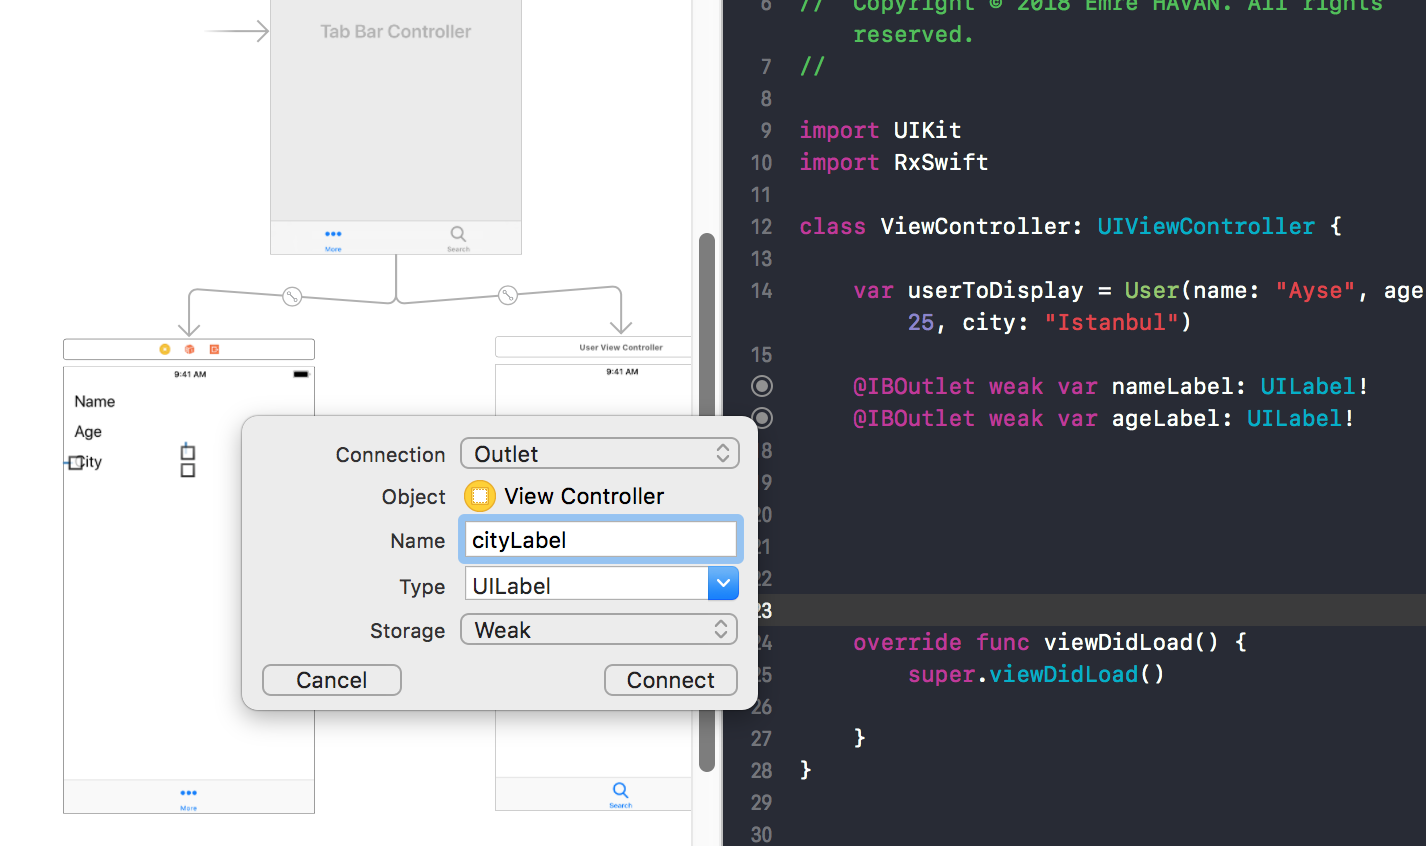 Tab Bar Controller
More
Search
User View Controller
9:41 AM
9:41 AM
Name
Age
City
Connection
Outlet
Object
View Controller
Name
cityLabel
Type
UILabel
Storage
Weak
Cancel
Connect
More
Search
6 // Copyright © 2018 Emre HAVAN. All rights
reserved.
7 //
8
9 import UIKit
10 import RxSwift
11
12 class ViewController: UIViewController {
13
14 var userToDisplay = User(name: "Ayse", age
25, city: "Istanbul")
15
@IBOutlet weak var nameLabel: UILabel!
@IBOutlet weak var ageLabel: UILabel!
8
9
20
21
22
23
24 override func viewDidLoad() {
25 super.viewDidLoad()
26
27 }
28 }
29
30